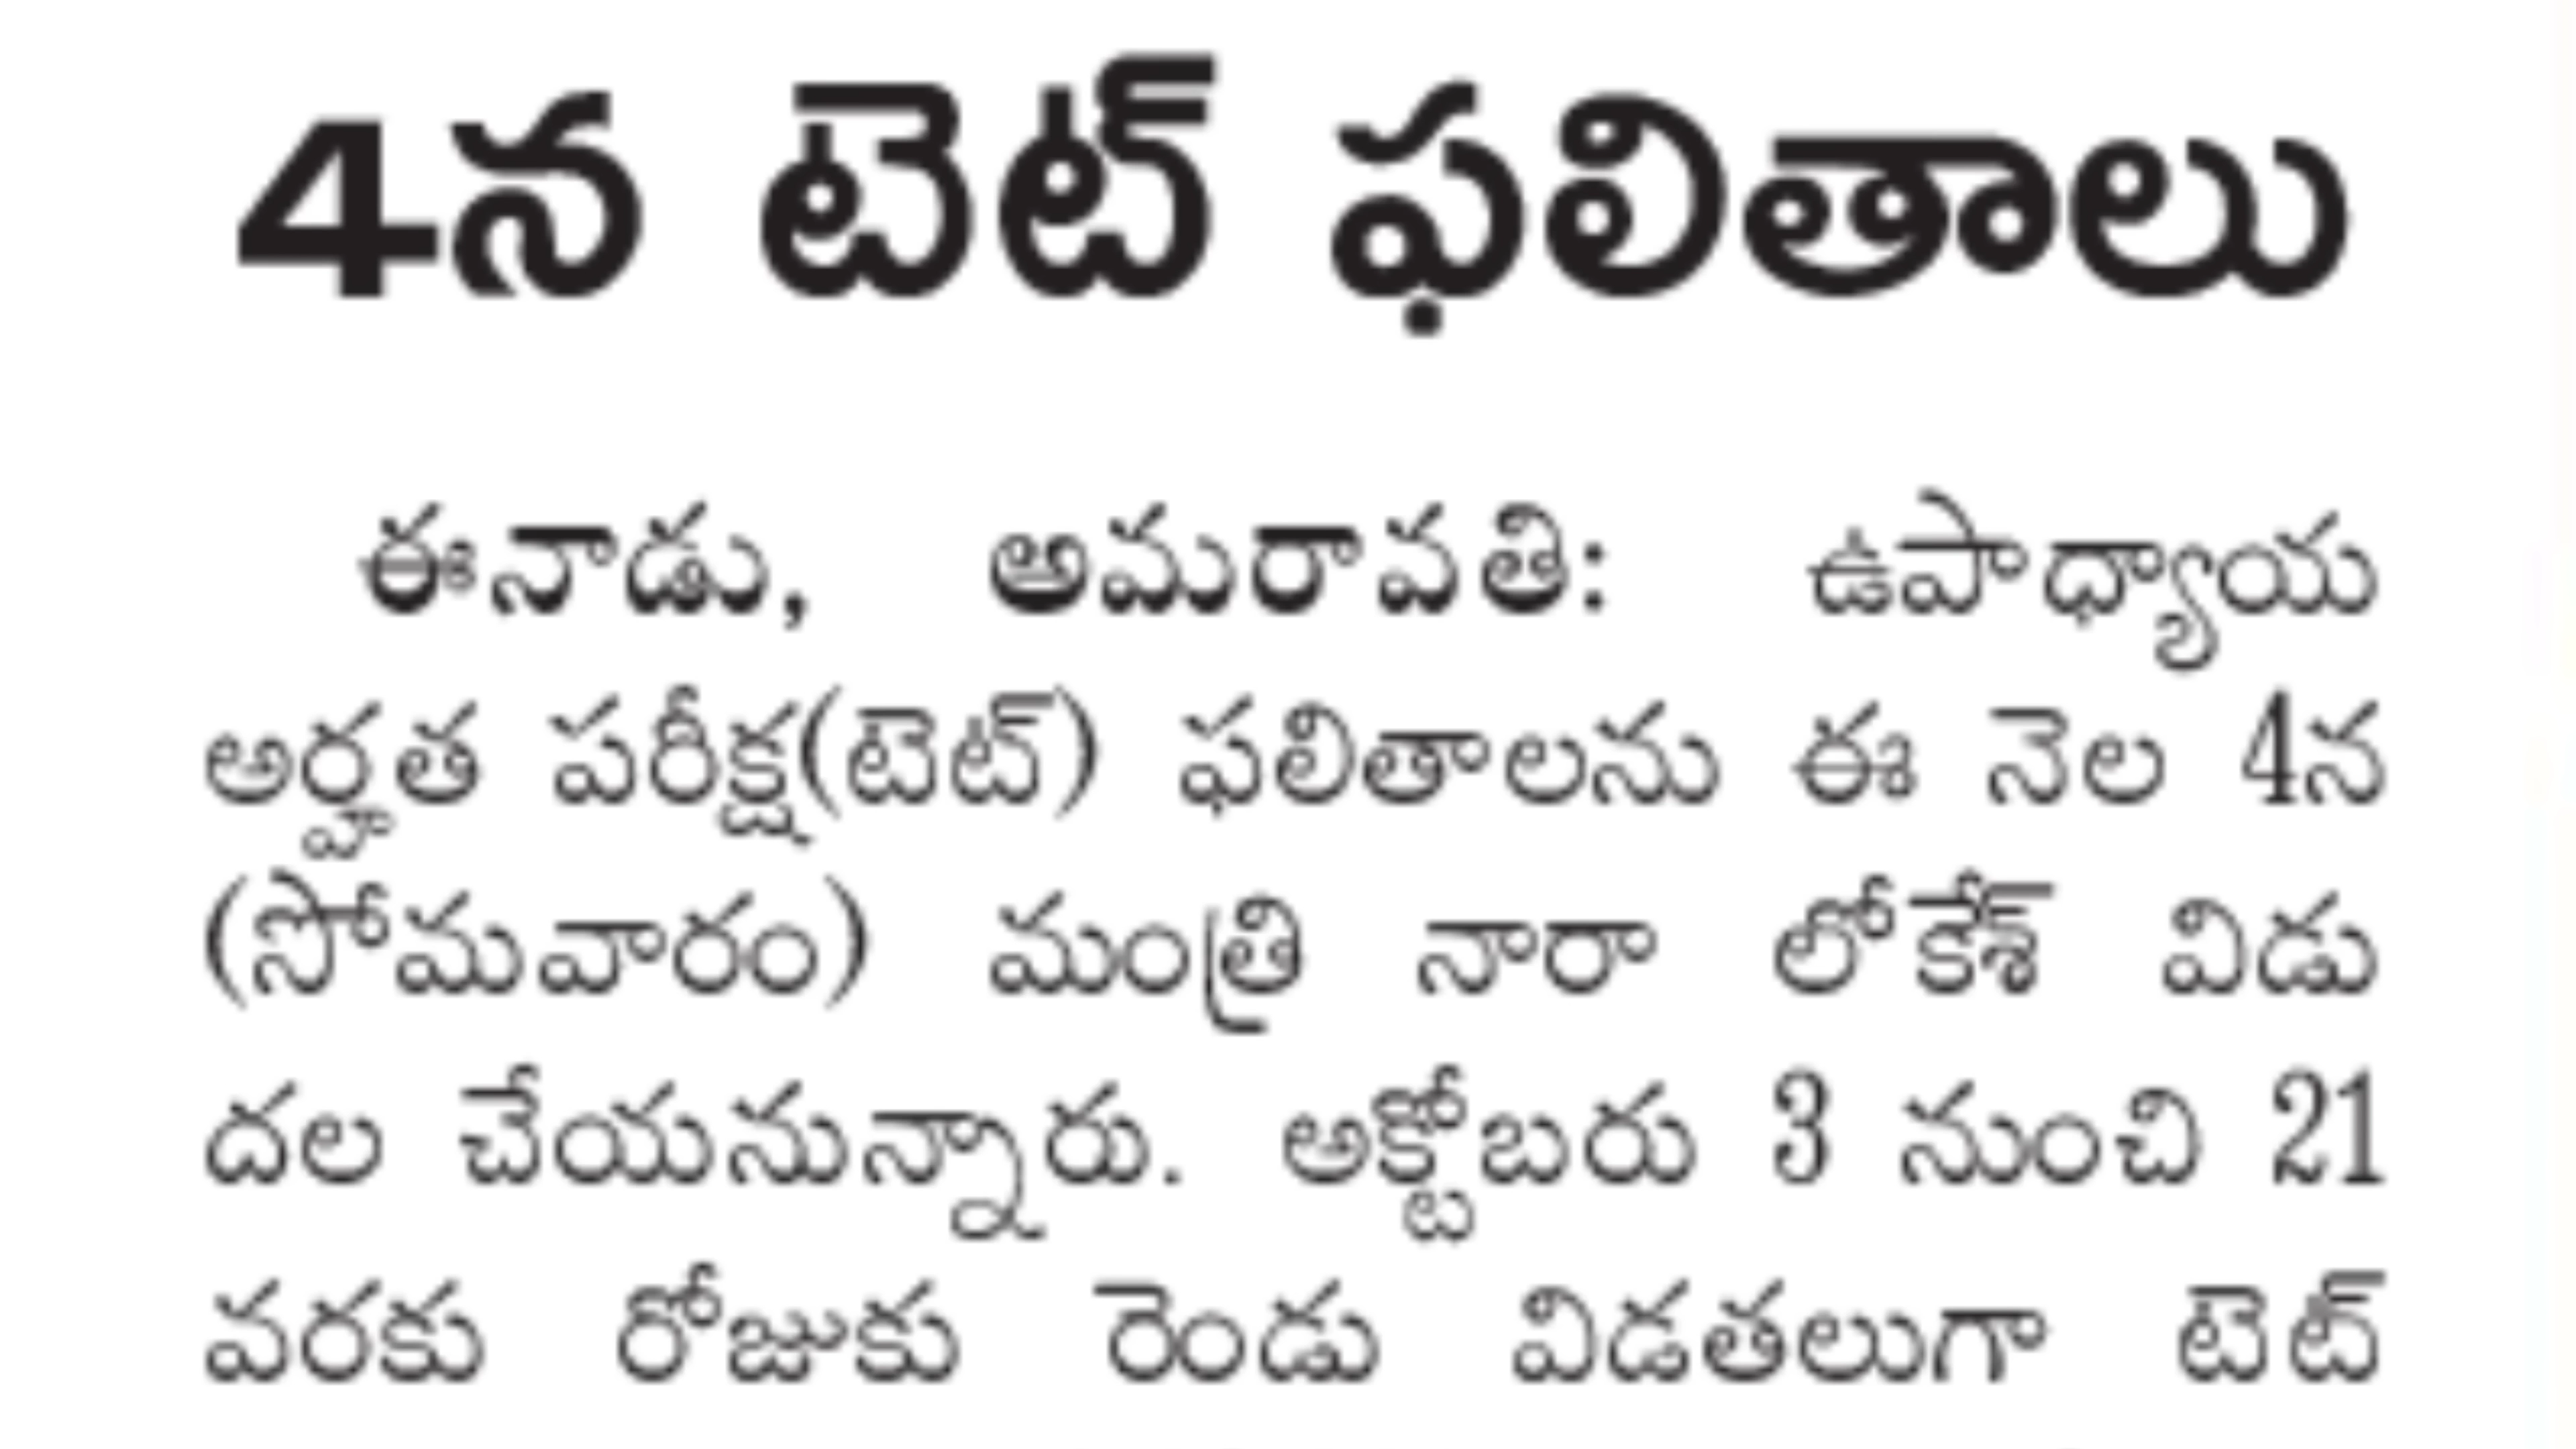 4న టెట్ ఫలితాలు
ఈనాడు, అమరావతి: ఉపాధ్యాయ
అర్హత పరీక్ష(టెట్) ఫలితాలను ఈ నెల 4న
(సోమవారం) మంత్రి నారా లోకేశ్ విడు
దల చేయనున్నారు. అక్టోబరు 3 నుంచి 21
వరకు రోజుకు రెండు విడతలుగా టెట్